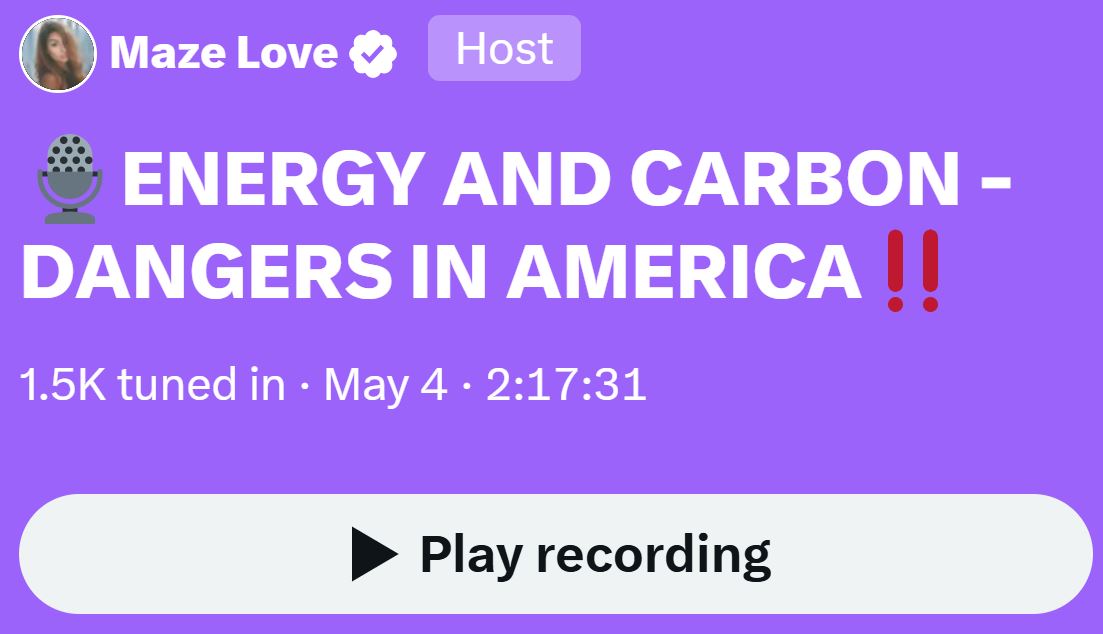 Maze Love Host
🎙️ENERGY AND CARBON -
DANGERS IN AMERICA‼️
1.5K tuned in · May 4 · 2:17:31
Play recording